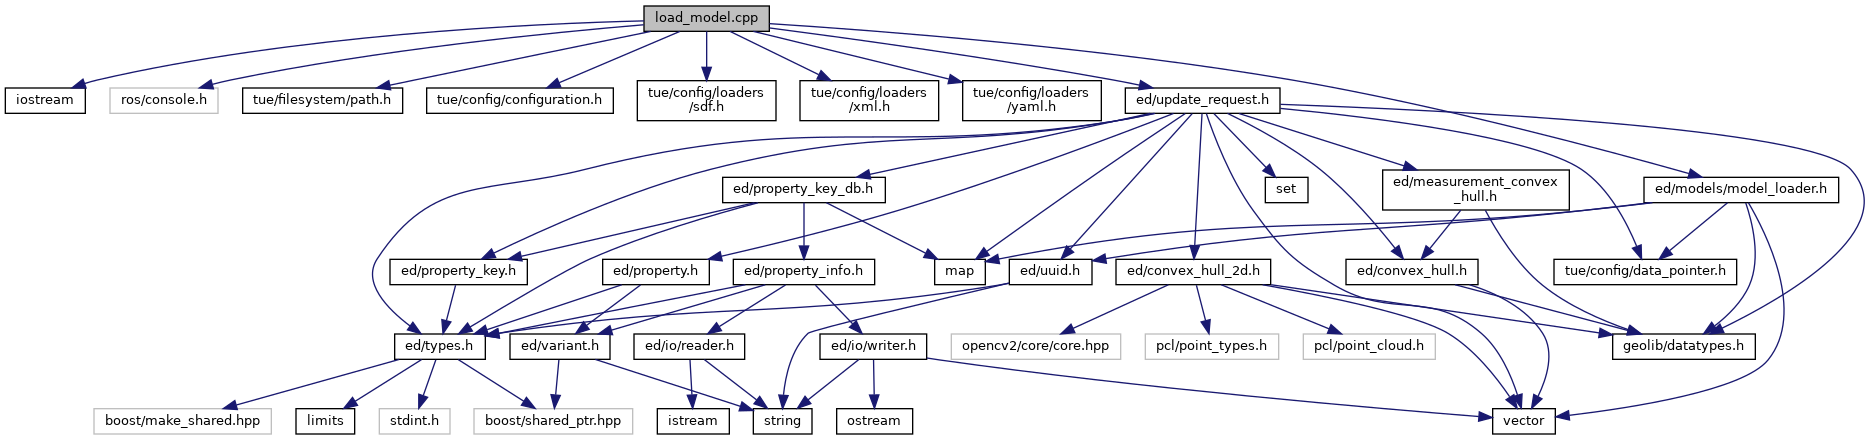 load_model.cpp
iostream
ros/console.h
tue/filesystem/path.h
tue/config/configuration.h
tue/config/loaders
/sdf.h
tue/config/loaders
/xml.h
tue/config/loaders
/yaml.h
ed/update_request.h
ed/property_key_db.h
set
ed/measurement_convex
_hull.h
ed/models/model_loader.h
ed/property_key.h
ed/property.h
ed/property_info.h
map
ed/uuid.h
ed/convex_hull_2d.h
ed/convex_hull.h
tue/config/data_pointer.h
ed/types.h
ed/variant.h
ed/io/reader.h
ed/io/writer.h
opencv2/core/core.hpp
pcl/point_types.h
pcl/point_cloud.h
geolib/datatypes.h
boost/make_shared.hpp
limits
stdint.h
boost/shared_ptr.hpp
istream
string
ostream
vector